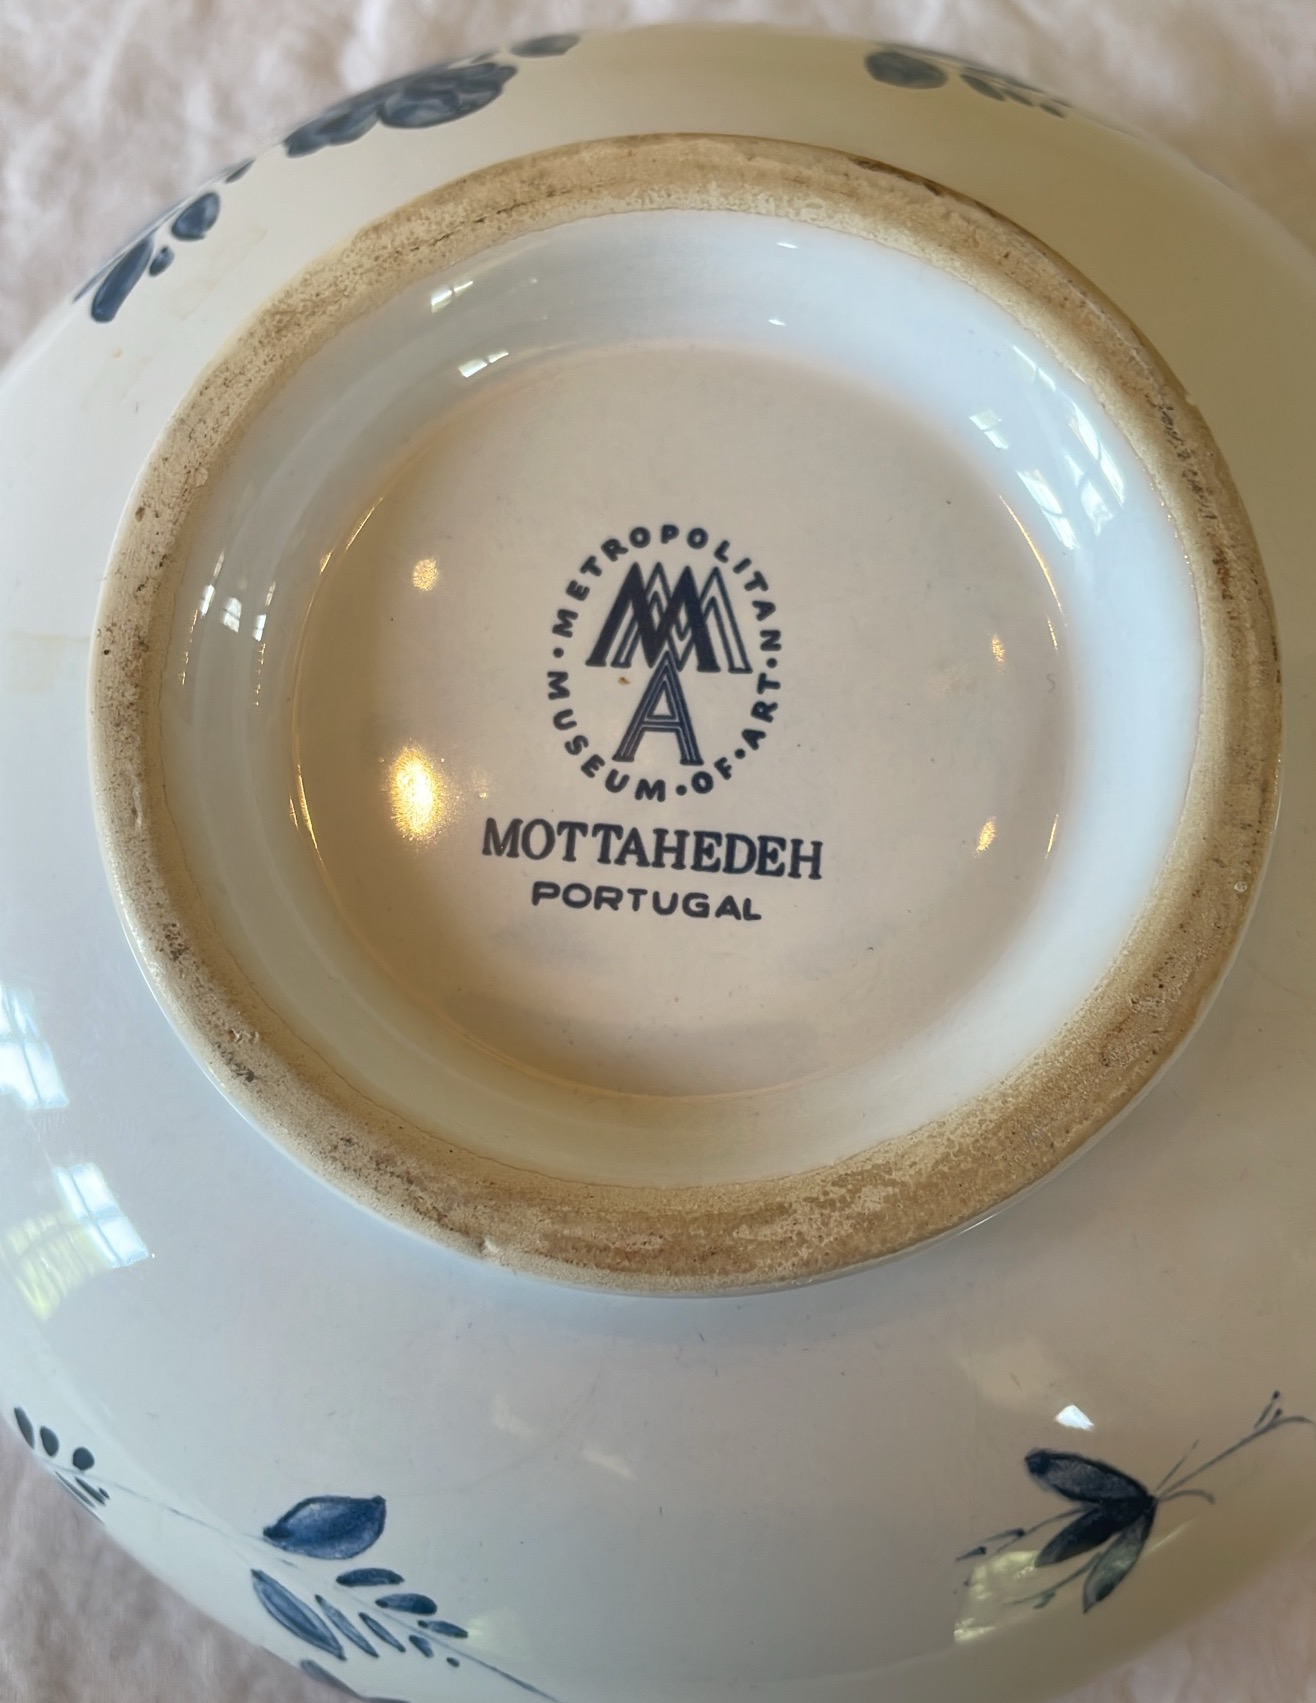 METROPOLITAN · MUSEUM · OF · ART ·
MMA
MOTTAHEDEH
PORTUGAL